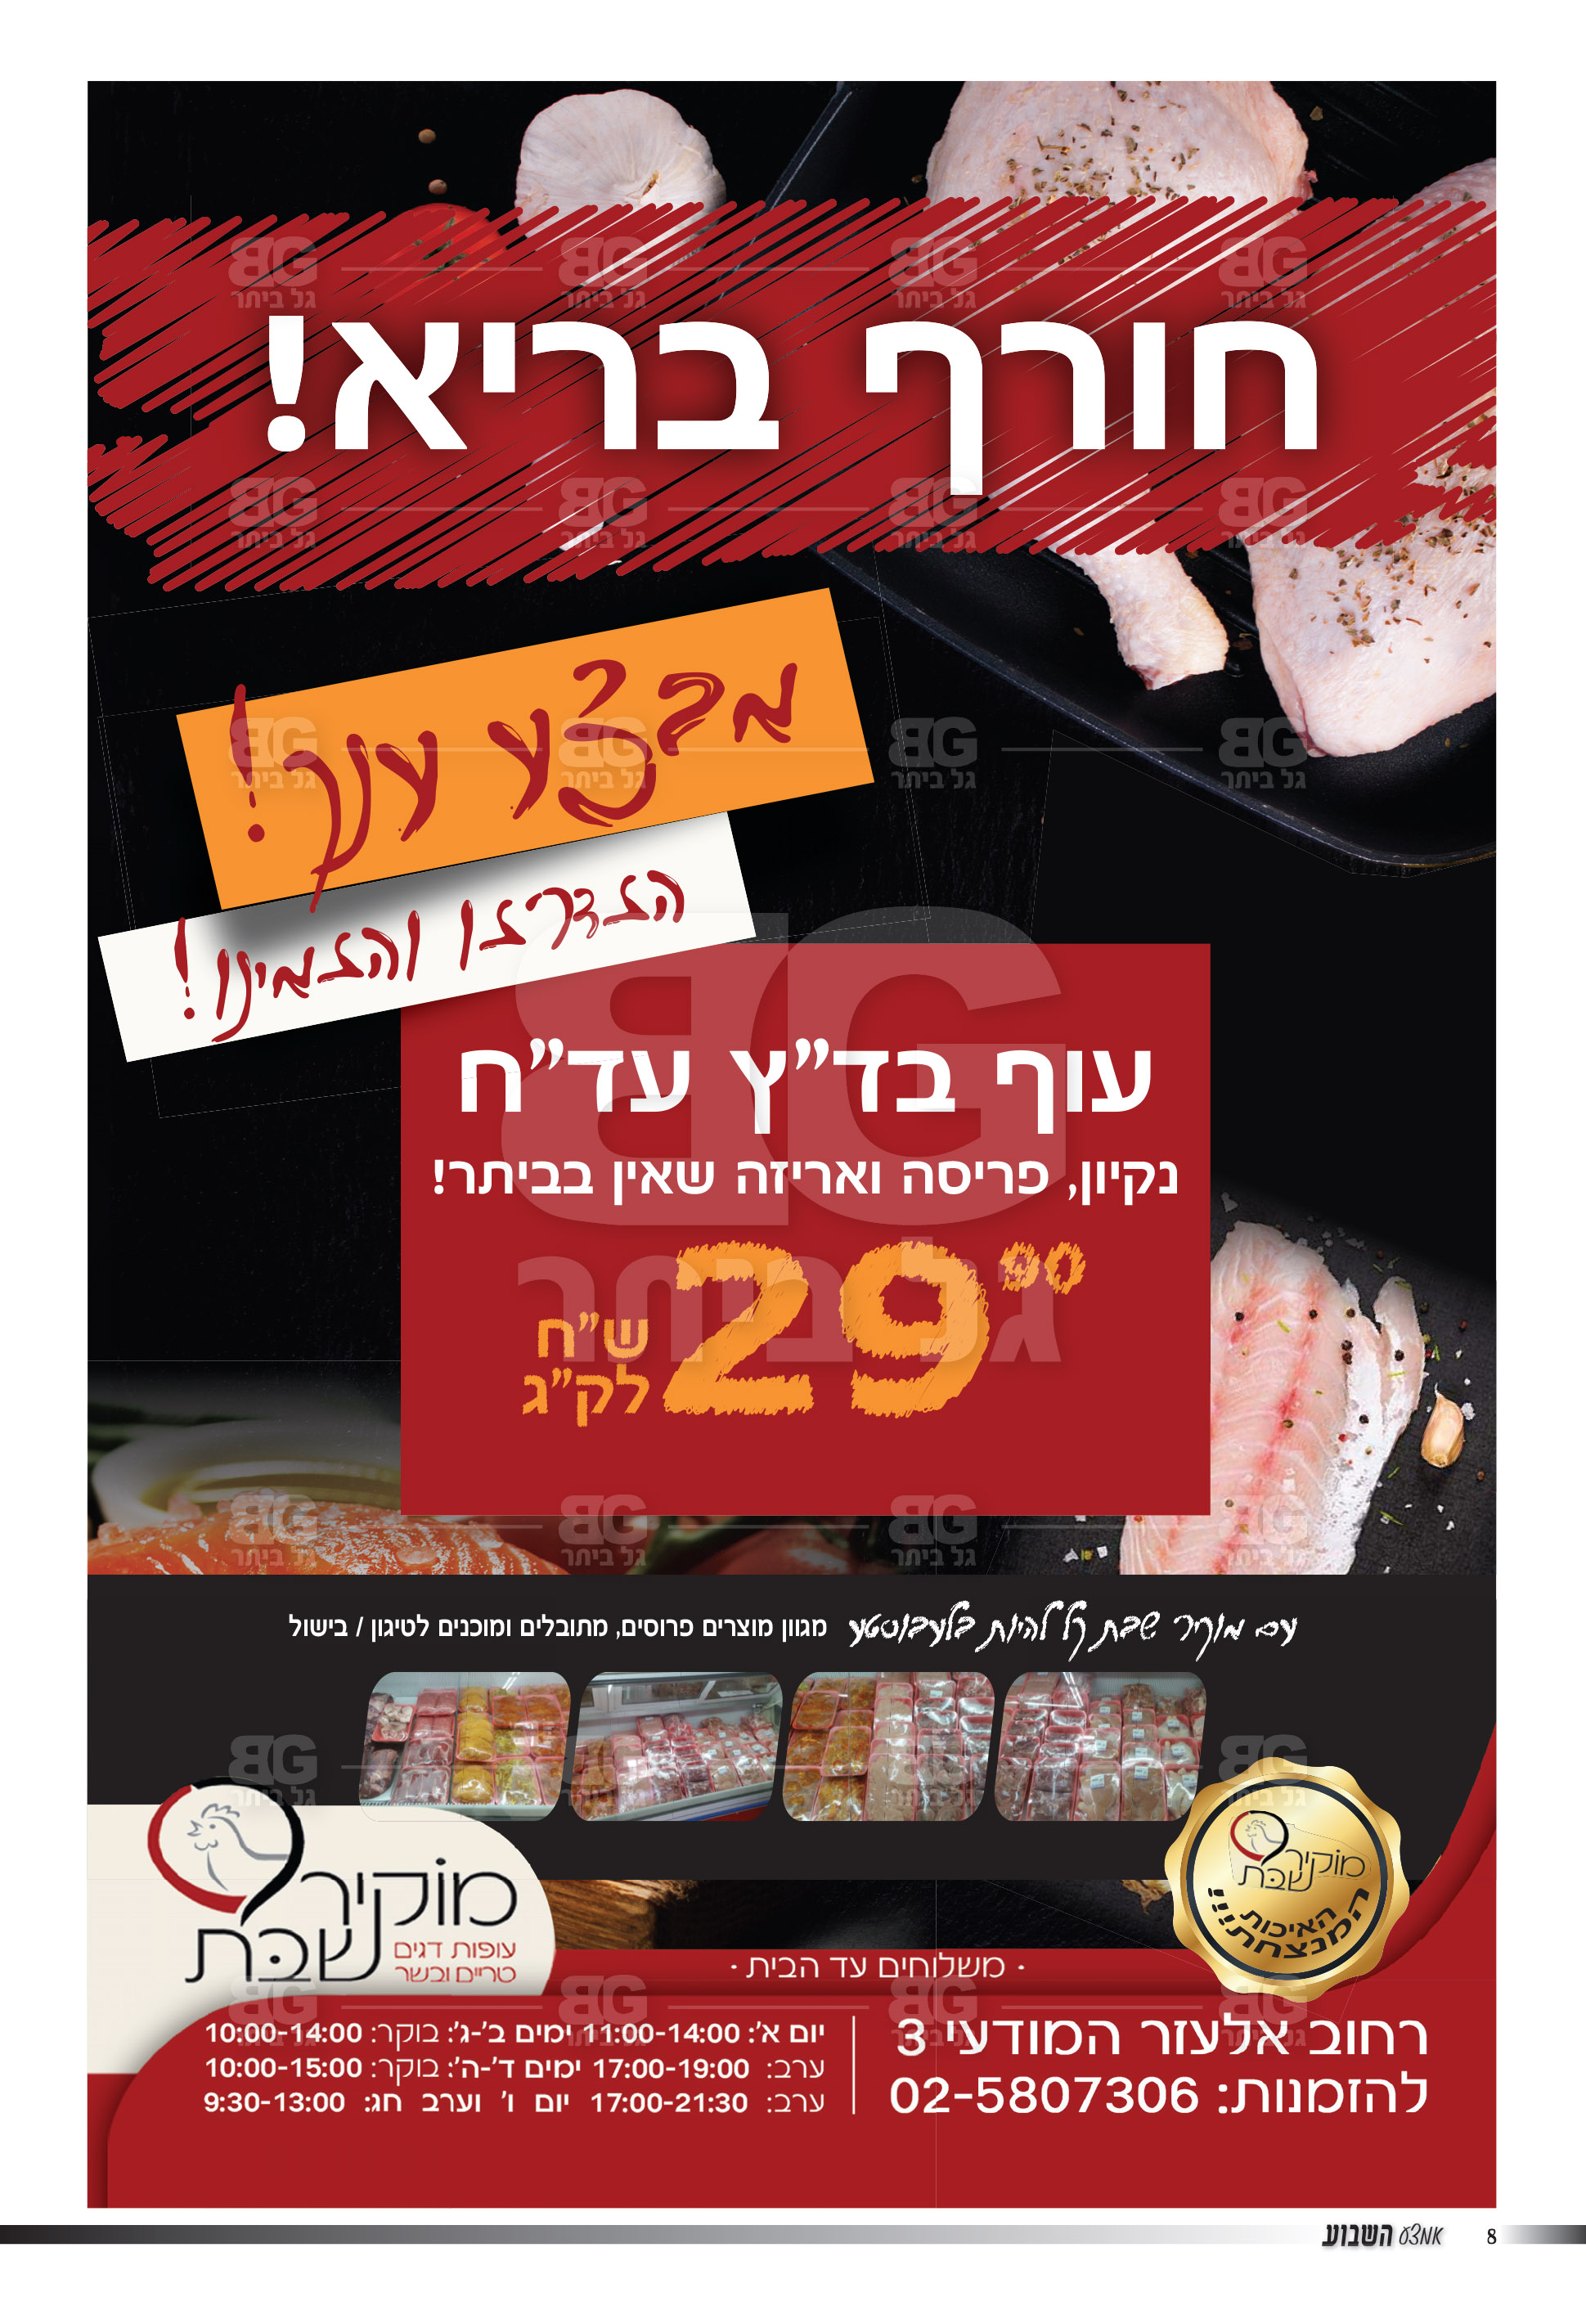 חורף בריא!
מבצע ענק!
הזדרזו והזמינו!
עוף בד״ץ עד״ח
נקיון, פריסה ואריזה שאין בביתר!
29 90
ש״ח
לק״ג
עם מוקיר שבת קל להיות בלעבוסטע מגוון מוצרים פרוסים, מתובלים ומוכנים לטיגון / בישול
מוקיר
שבת
עופות דגים
טריים ובשר
מוקיר
שבת
האיכות
המנצחת!!!
· משלוחים עד הבית ·
רחוב אלעזר המודעי 3
להזמנות: 02-5807306
יום א׳: 11:00-14:00 ימים ב׳-ג׳: בוקר: 10:00-14:00
ערב: 17:00-19:00 ימים ד׳-ה׳: בוקר: 10:00-15:00
ערב: 17:00-21:30 יום ו׳ וערב חג: 9:30-13:00
BG
גל ביתר
8 אמצע השבוע